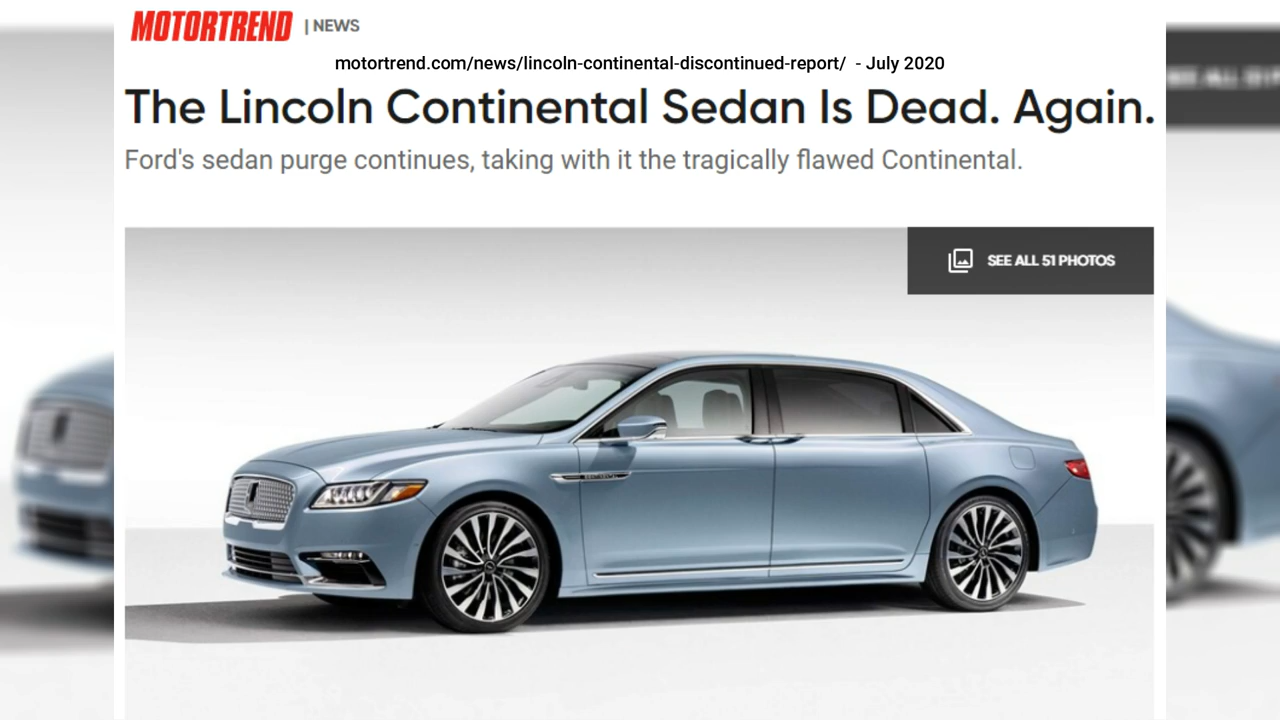 MOTORTREND | NEWS
motortrend.com/news/lincoln-continental-discontinued-report/ - July 2020
The Lincoln Continental Sedan Is Dead. Again.
Ford's sedan purge continues, taking with it the tragically flawed Continental.
SEE ALL 51 PHOTOS